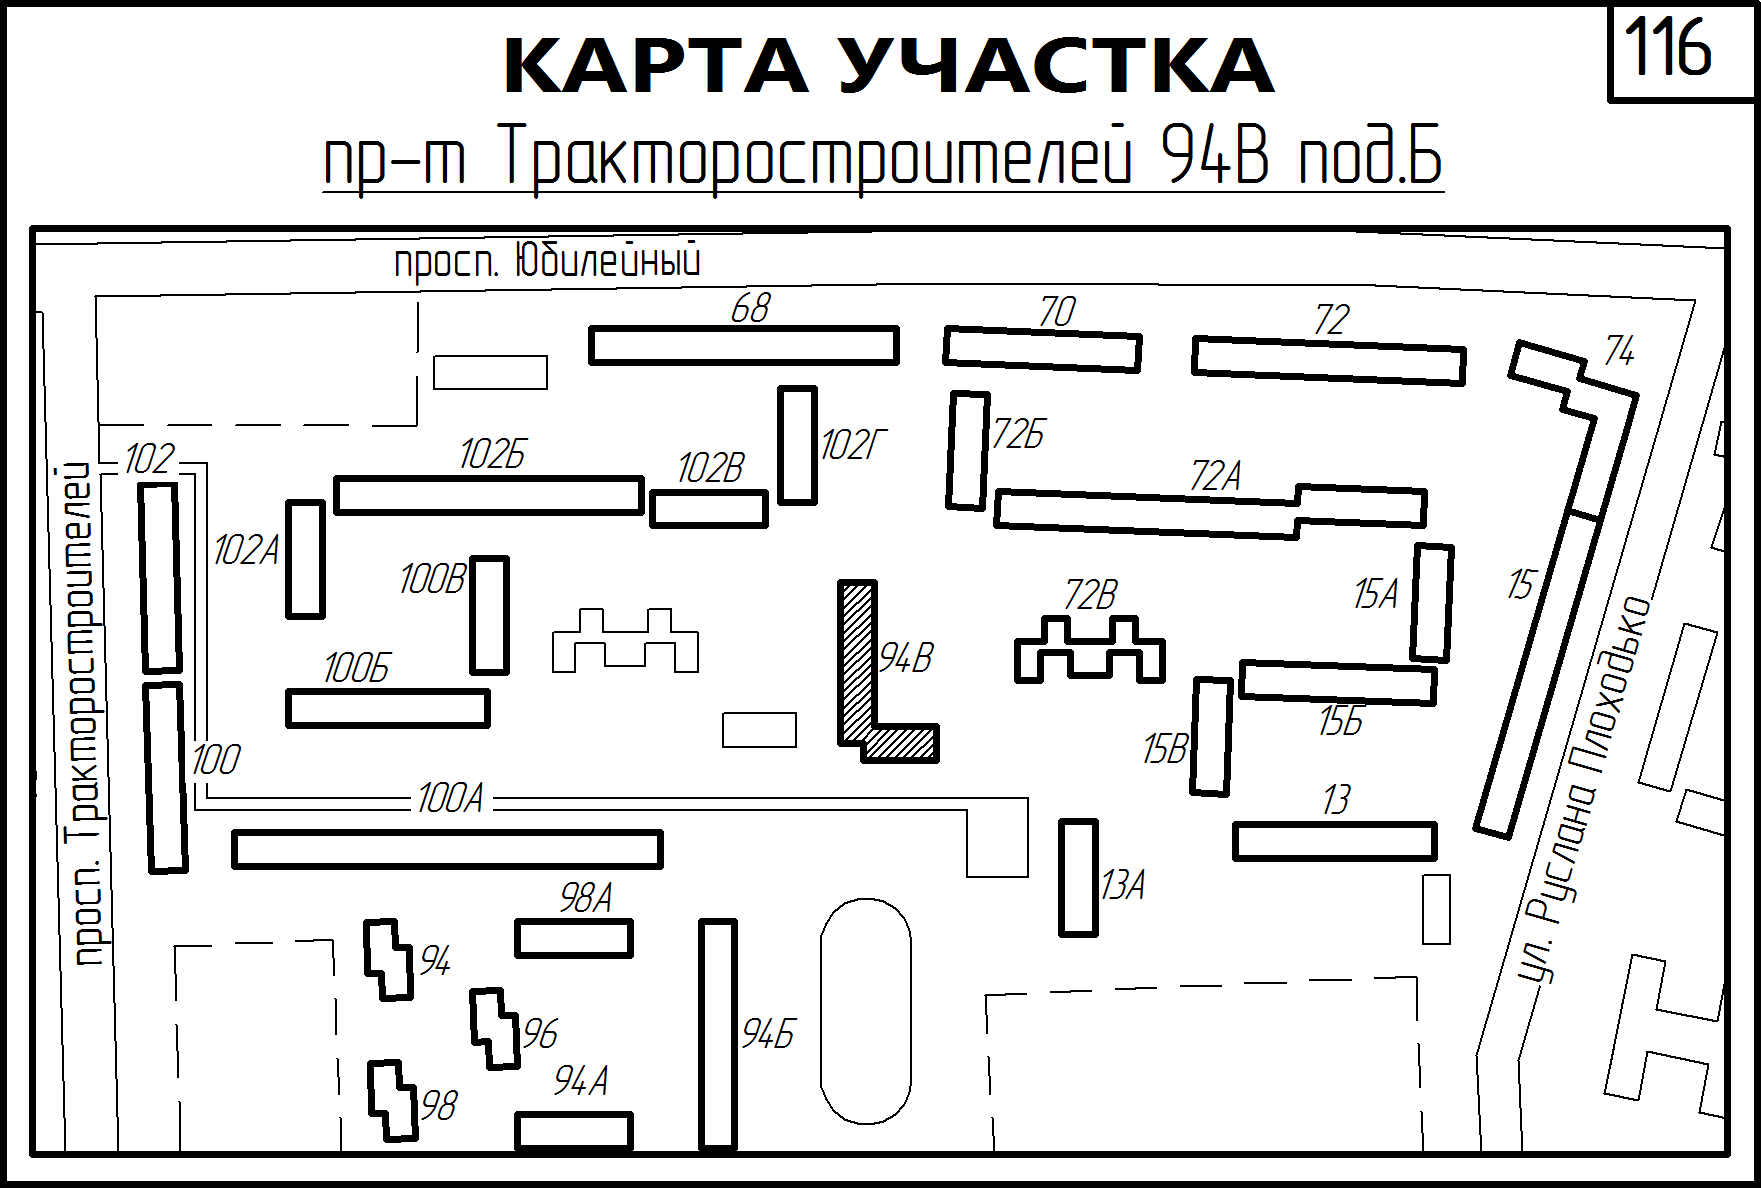 116
КАРТА УЧАСТКА
пр-т Тракторостроителей 94В под.Б
просп. Юбилейный
68
70
72
74
102
102Б
102В
102Г
72Б
72А
102А
100В
72В
15А
15
100Б
94В
15Б
15В
100
100А
13
13А
98А
94
96
94Б
94А
98
просп. Тракторостроителей
ул. Руслана Плоходько